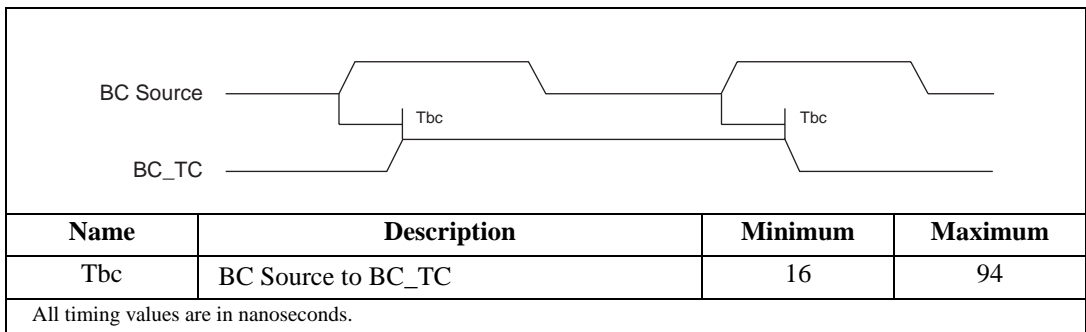 BC Source
Tbc Tbc
BC_TC
Name Description Minimum Maximum
Tbc BC Source to BC_TC 16 94
All timing values are in nanoseconds.